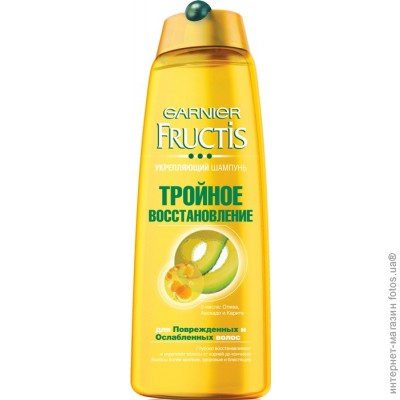 GARNIER
FRUCTIS
УКРЕПЛЯЮЩИЙ ШАМПУНЬ
ТРОЙНОЕ
ВОССТАНОВЛЕНИЕ
3 масла: Олива,
Авокадо и Карите
для Поврежденных и
Ослабленных волос
интернет-магазин fotos.ua®